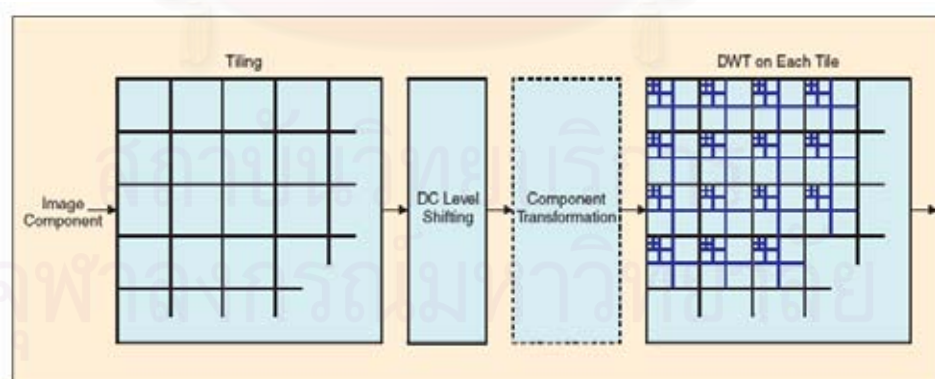 Tiling
DWT on Each Tile
Image
Component
DC Level
Shifting
Component
Transformation
สถาบันวิทยบริการ
จุฬาลงกรณ์มหาวิทยาลัย